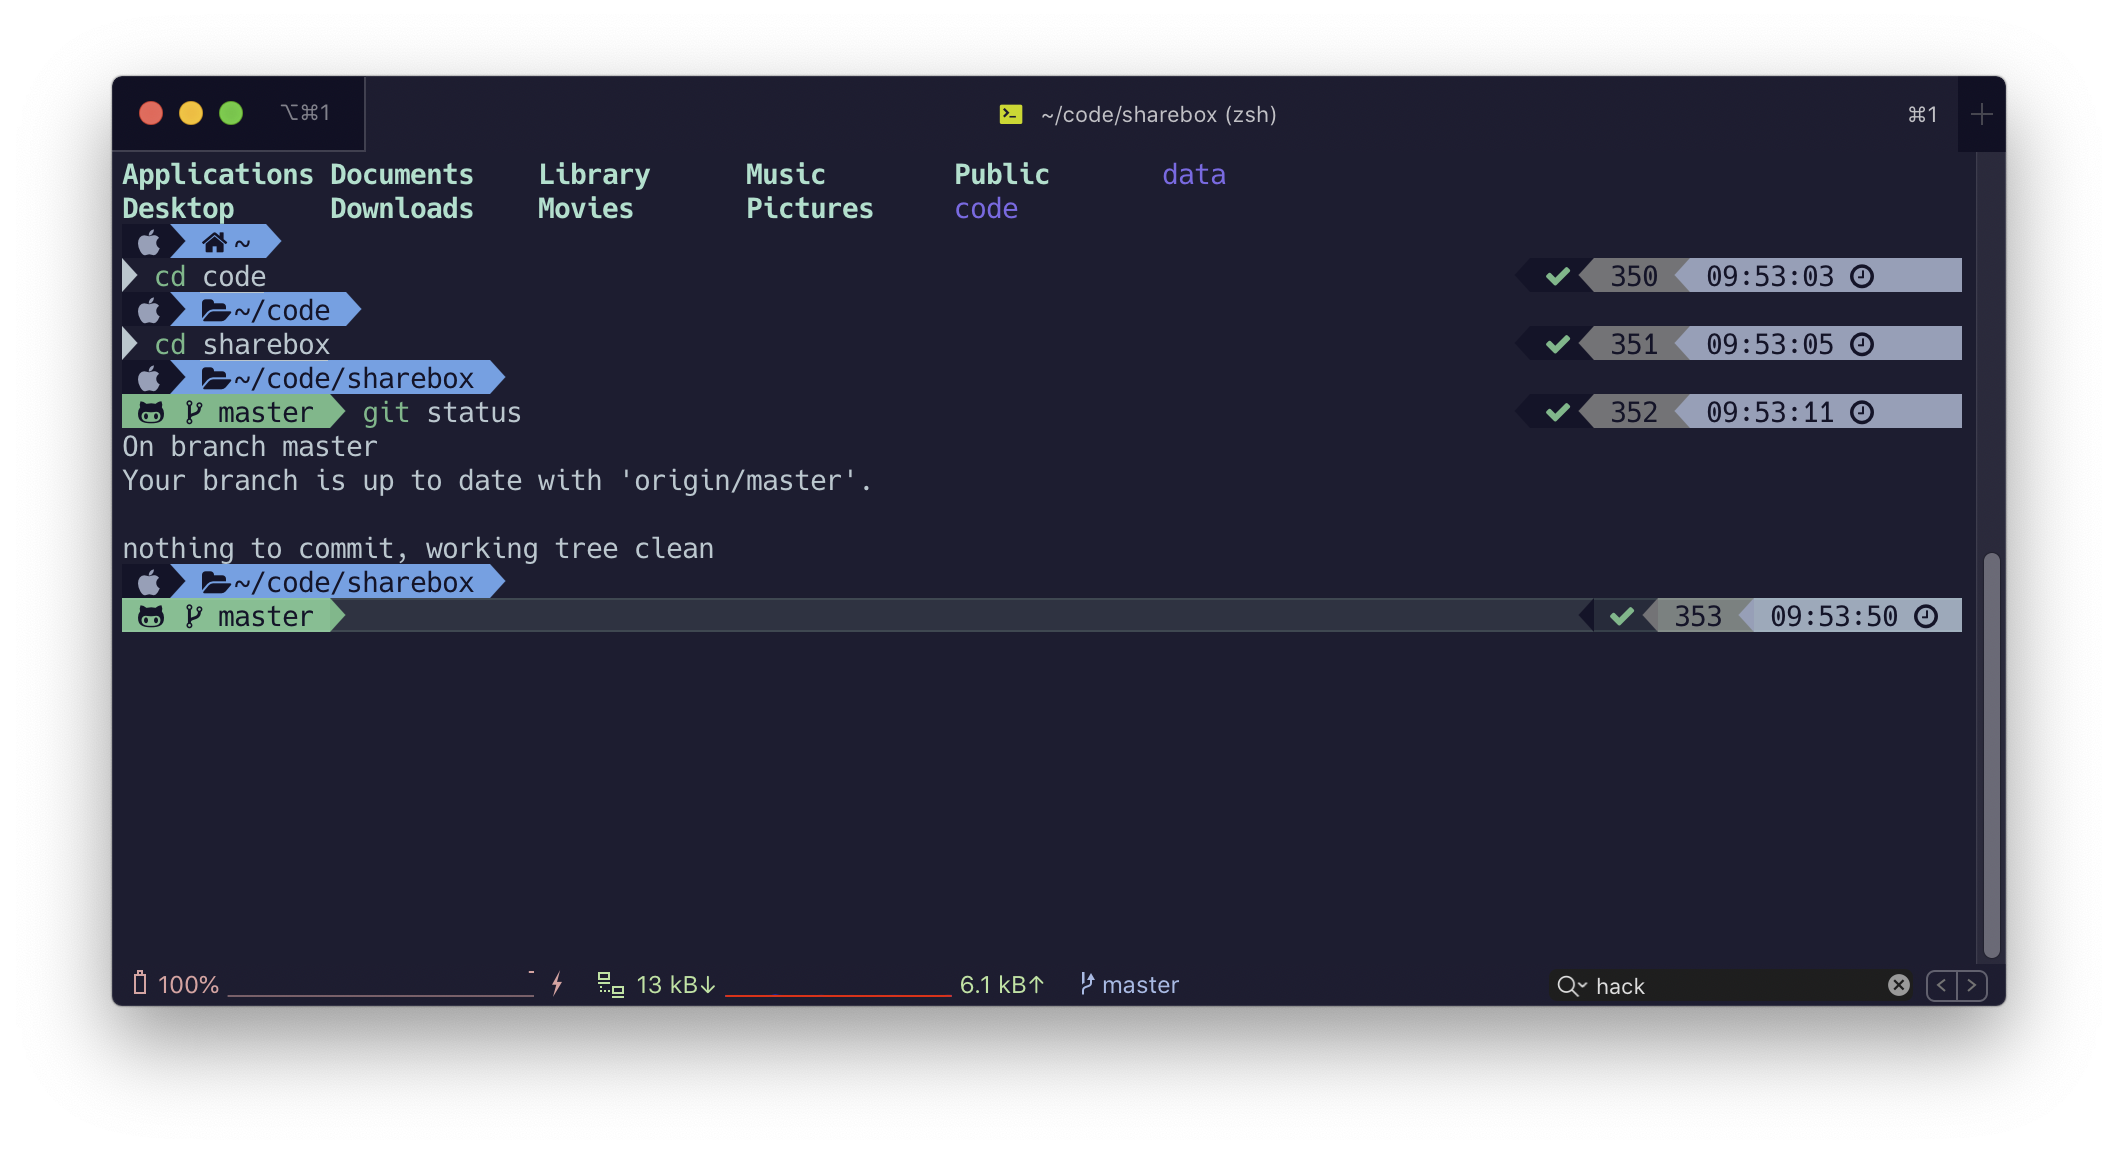 ⌥⌘1 ~/code/sharebox (zsh) ⌘1 +
Applications Documents Library Music Public data
Desktop Downloads Movies Pictures code
~
cd code 350 09:53:03
~/code
cd sharebox 351 09:53:05
~/code/sharebox
master git status 352 09:53:11
On branch master
Your branch is up to date with 'origin/master'.
nothing to commit, working tree clean
~/code/sharebox
master 353 09:53:50
100% 13 kB↓ 6.1 kB↑ master hack